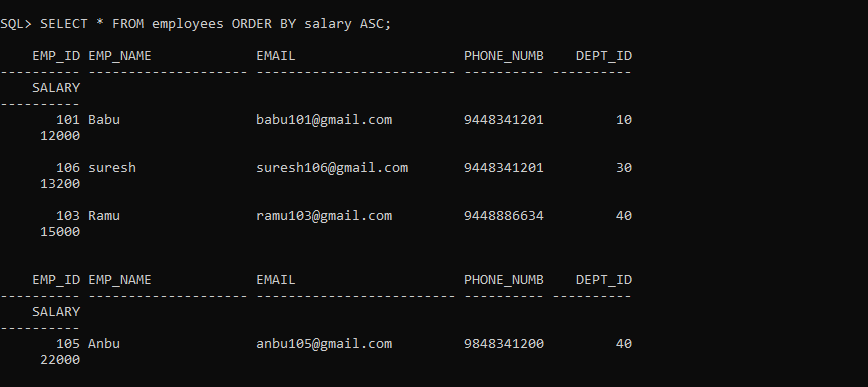 SQL> SELECT * FROM employees ORDER BY salary ASC;
    EMP_ID EMP_NAME             EMAIL                     PHONE_NUMB    DEPT_ID
---------- -------------------- ------------------------- ---------- ----------
    SALARY
----------
       101 Babu                 babu101@gmail.com         9448341201         10
     12000
       106 suresh               suresh106@gmail.com       9448341201         30
     13200
       103 Ramu                 ramu103@gmail.com         9448886634         40
     15000
    EMP_ID EMP_NAME             EMAIL                     PHONE_NUMB    DEPT_ID
---------- -------------------- ------------------------- ---------- ----------
    SALARY
----------
       105 Anbu                 anbu105@gmail.com         9848341200         40
     22000